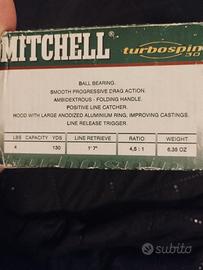 MITCHELL® turbospin
30
BALL BEARING.
SMOOTH PROGRESSIVE DRAG ACTION.
AMBIDEXTROUS - FOLDING HANDLE.
POSITIVE LINE CATCHER.
HOOD WITH LARGE ANODIZED ALUMINIUM RING, IMPROVING CASTINGS.
LINE RELEASE TRIGGER.
LBS CAPACITY YDS LINE RETRIEVE RATIO WEIGHT
4 130 1' 7" 4,5 : 1 6.35 OZ
subito